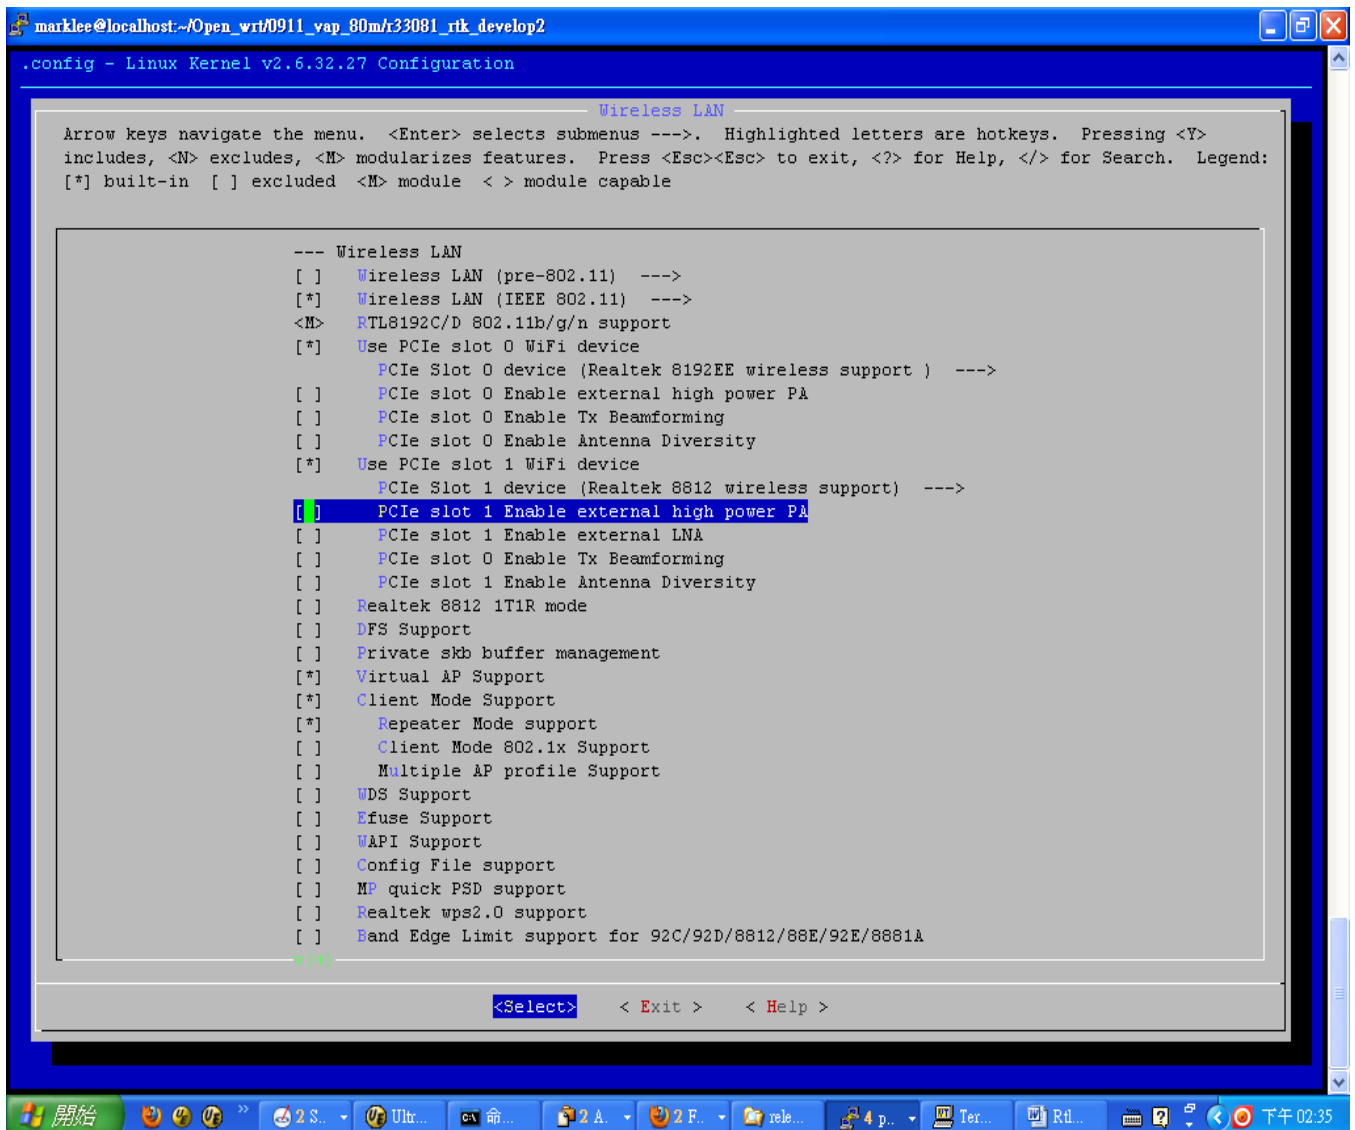 marklee@localhost:~/Open_wrt/0911_vap_80m/r33081_rtk_develop2
.config - Linux Kernel v2.6.32.27 Configuration
Wireless LAN
Arrow keys navigate the menu.  <Enter> selects submenus --->.  Highlighted letters are hotkeys.  Pressing <Y>
includes, <N> excludes, <M> modularizes features.  Press <Esc><Esc> to exit, <?> for Help, </> for Search.  Legend:
[*] built-in  [ ] excluded  <M> module  < > module capable
--- Wireless LAN
[ ]   Wireless LAN (pre-802.11)  --->
[*]   Wireless LAN (IEEE 802.11)  --->
<M>   RTL8192C/D 802.11b/g/n support
[*]   Use PCIe slot 0 WiFi device
PCIe Slot 0 device (Realtek 8192EE wireless support )  --->
[ ]     PCIe slot 0 Enable external high power PA
[ ]     PCIe slot 0 Enable Tx Beamforming
[ ]     PCIe slot 0 Enable Antenna Diversity
[*]   Use PCIe slot 1 WiFi device
PCIe Slot 1 device (Realtek 8812 wireless support)  --->
[ ]     PCIe slot 1 Enable external high power PA
[ ]     PCIe slot 1 Enable external LNA
[ ]     PCIe slot 0 Enable Tx Beamforming
[ ]     PCIe slot 1 Enable Antenna Diversity
[ ]   Realtek 8812 1T1R mode
[ ]   DFS Support
[ ]   Private skb buffer management
[*]   Virtual AP Support
[*]   Client Mode Support
[*]     Repeater Mode support
[ ]     Client Mode 802.1x Support
[ ]     Multiple AP profile Support
[ ]   WDS Support
[ ]   Efuse Support
[ ]   WAPI Support
[ ]   Config File support
[ ]   MP quick PSD support
[ ]   Realtek wps2.0 support
[ ]   Band Edge Limit support for 92C/92D/8812/88E/92E/8881A
v(+)
<Select>    < Exit >    < Help >
開始 2 S.. Ultr... 命... 2 A. 2 F.. rele... 4 p.. Ter... Rtl... 下午 02:35